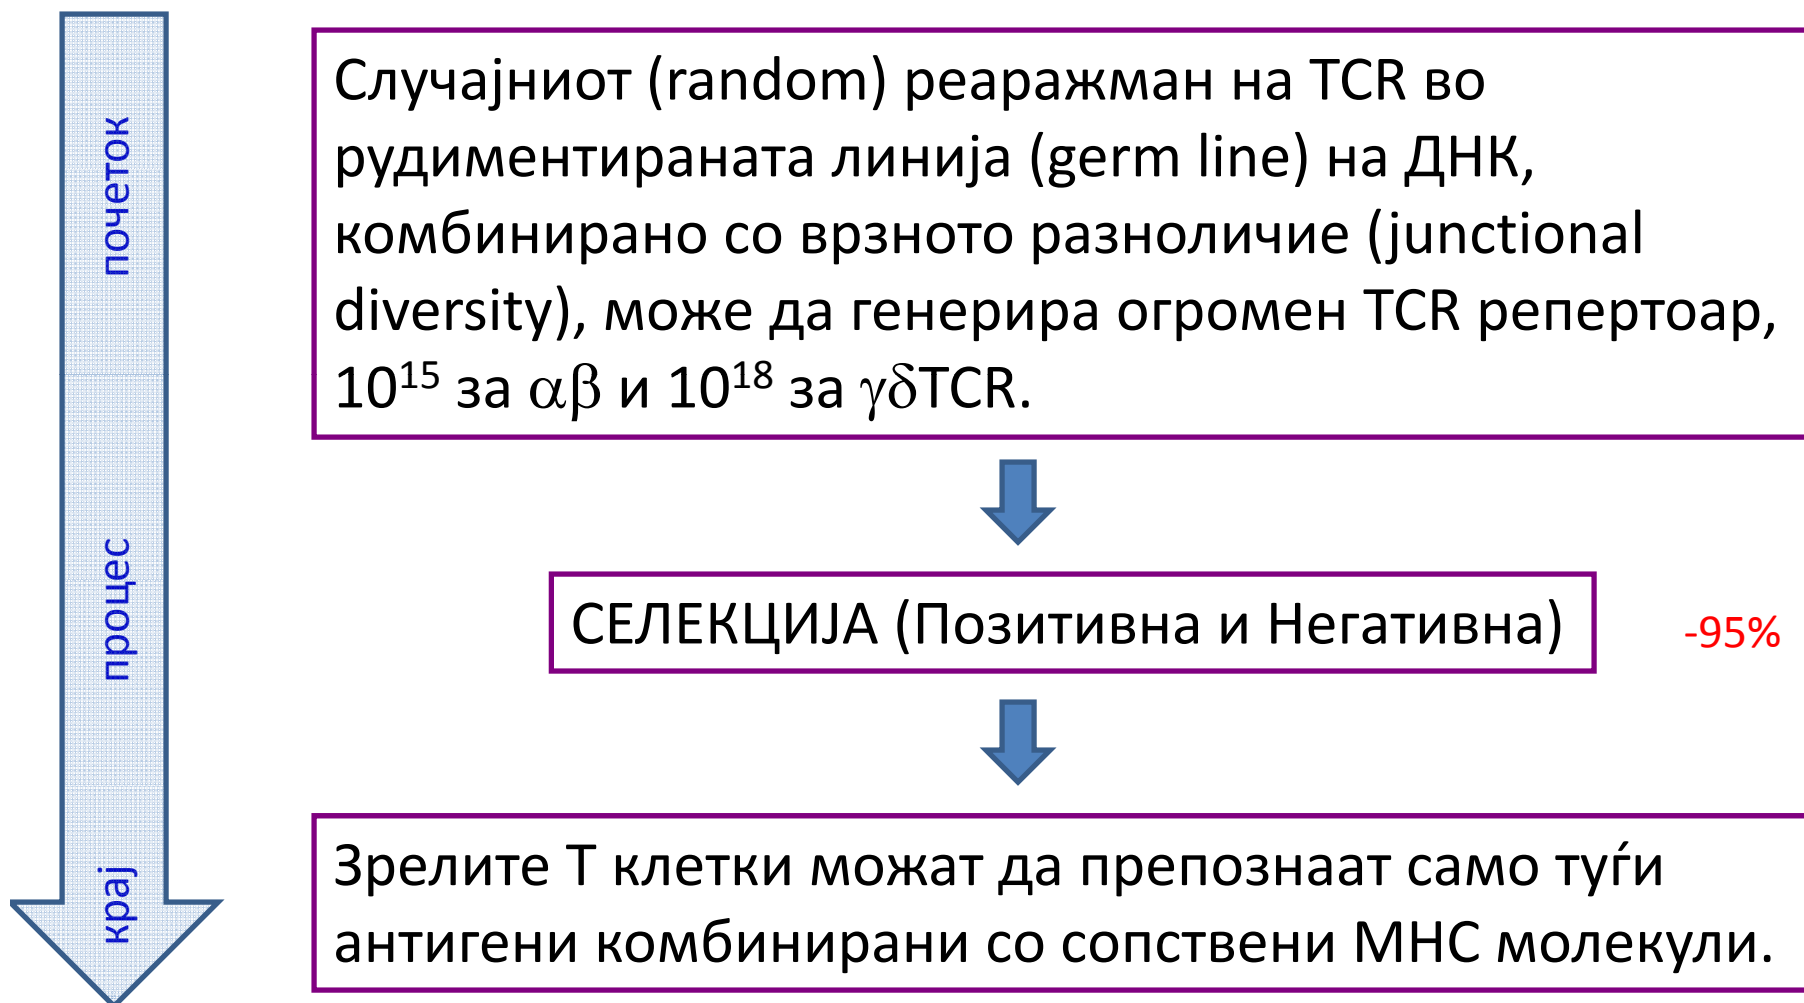 почеток
Случајниот (random) реаражман на TCR во
рудиментираната линија (germ line) на ДНК,
комбинирано со врзното разноличие (junctional
diversity), може да генерира огромен TCR репертоар,
10¹⁵ за αβ и 10¹⁸ за γδTCR.
процес
СЕЛЕКЦИЈА (Позитивна и Негативна)
-95%
крај
Зрелите Т клетки можат да препознаат само туѓи
антигени комбинирани со сопствени МНС молекули.